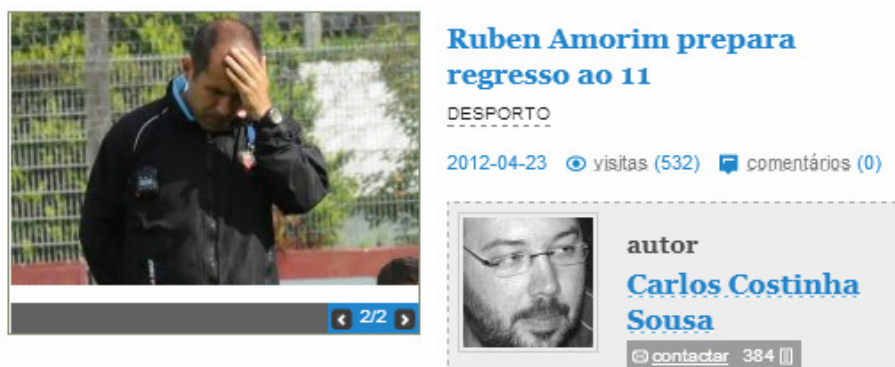 Ruben Amorim prepara
regresso ao 11
DESPORTO
2012-04-23 visitas (532) comentários (0)
autor
Carlos Costinha
Sousa
contactar 384
2/2